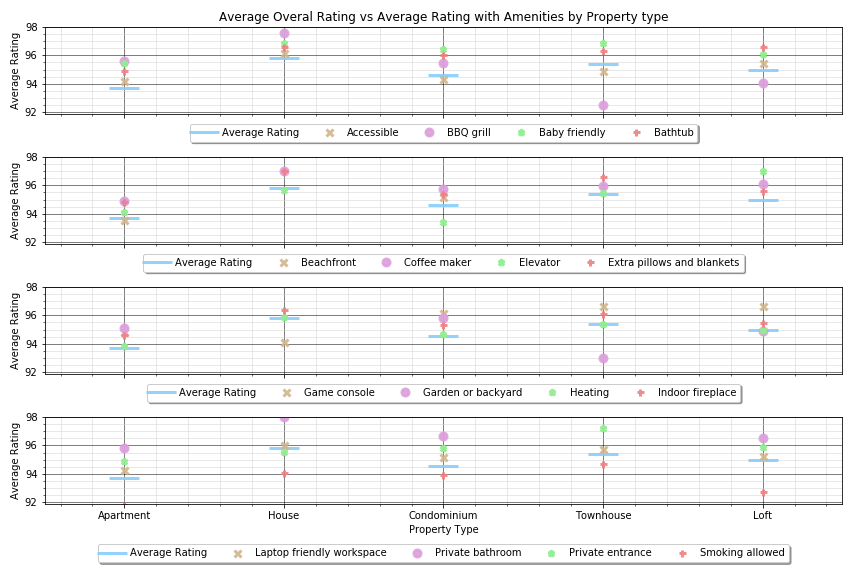 Average Overal Rating vs Average Rating with Amenities by Property type
98
96
94
92
Average Rating
Average Rating Accessible BBQ grill Baby friendly Bathtub
98
96
94
92
Average Rating
Average Rating Beachfront Coffee maker Elevator Extra pillows and blankets
98
96
94
92
Average Rating
Average Rating Game console Garden or backyard Heating Indoor fireplace
98
96
94
92
Average Rating
Apartment House Condominium Townhouse Loft
Property Type
Average Rating Laptop friendly workspace Private bathroom Private entrance Smoking allowed